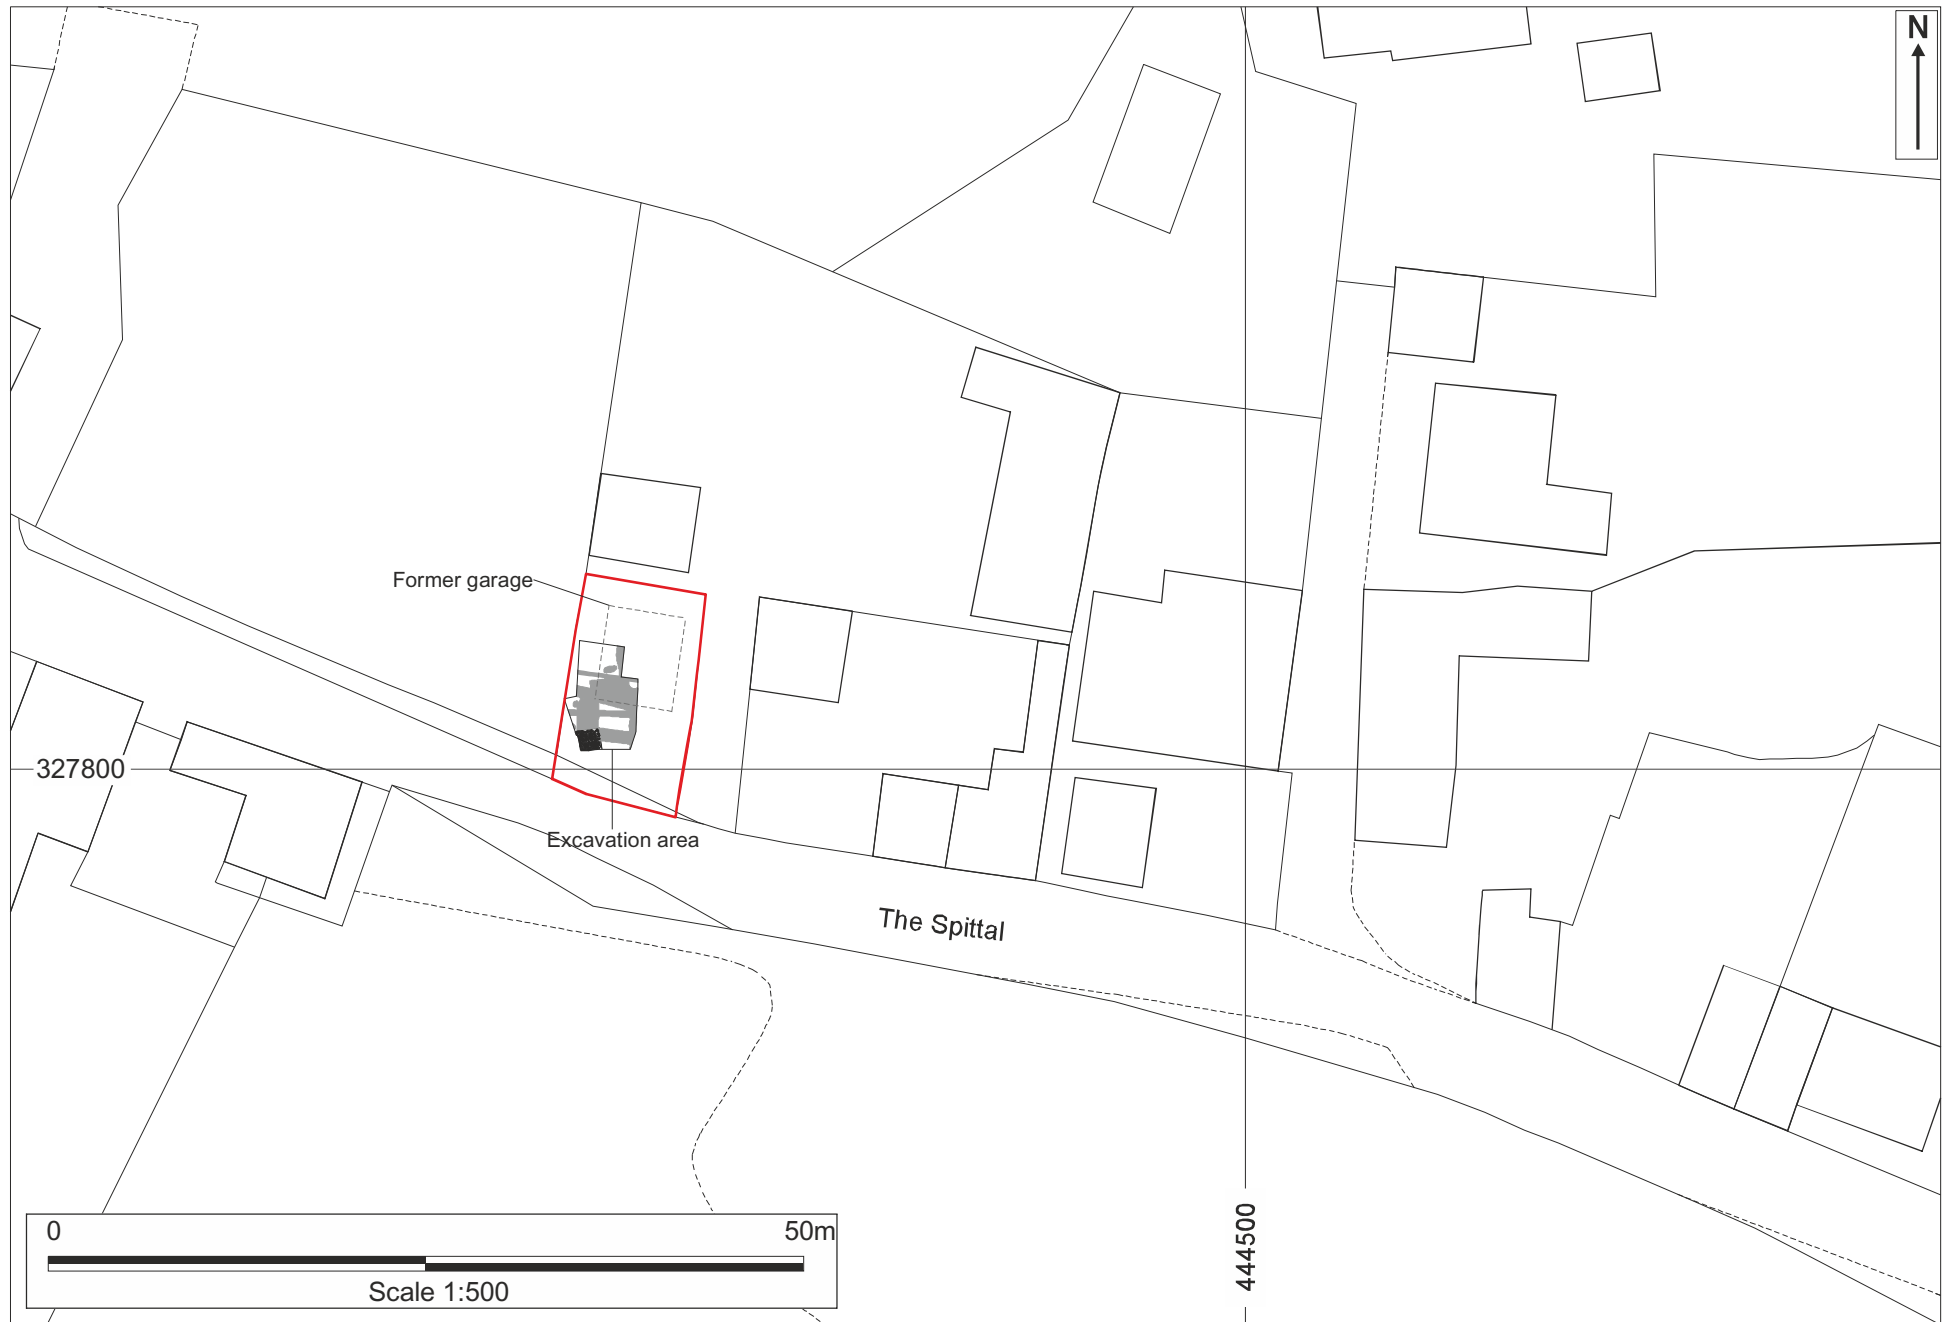 N
Former garage
327800
Excavation area
The Spittal
444500
0 50m
Scale 1:500